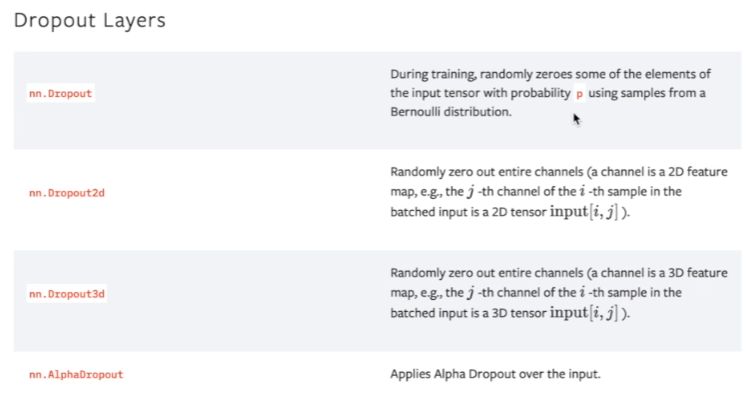 Dropout Layers
nn.Dropout
During training, randomly zeroes some of the elements of
the input tensor with probability p using samples from a
Bernoulli distribution.
nn.Dropout2d
Randomly zero out entire channels (a channel is a 2D feature
map, e.g., the j -th channel of the i -th sample in the
batched input is a 2D tensor input[i, j] ).
nn.Dropout3d
Randomly zero out entire channels (a channel is a 3D feature
map, e.g., the j -th channel of the i -th sample in the
batched input is a 3D tensor input[i, j] ).
nn.AlphaDropout
Applies Alpha Dropout over the input.